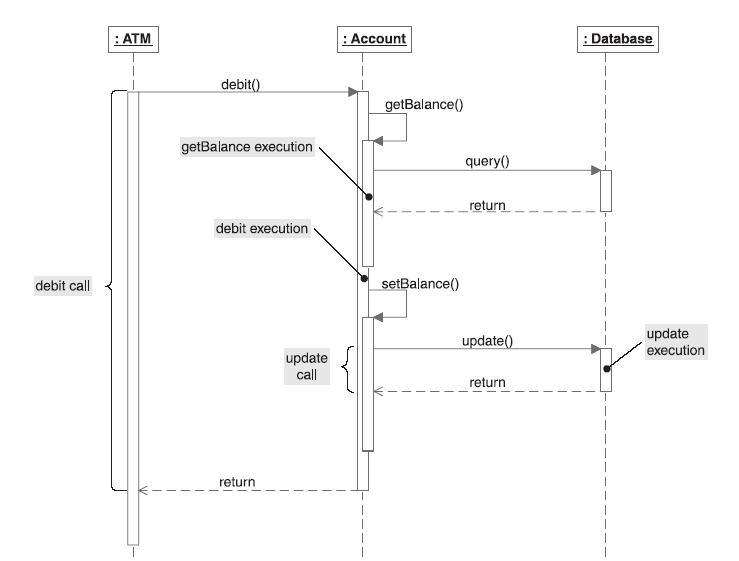 : ATM
: Account
: Database
debit()
getBalance()
getBalance execution
query()
return
debit execution
debit call
setBalance()
update()
update
execution
update
call
return
return